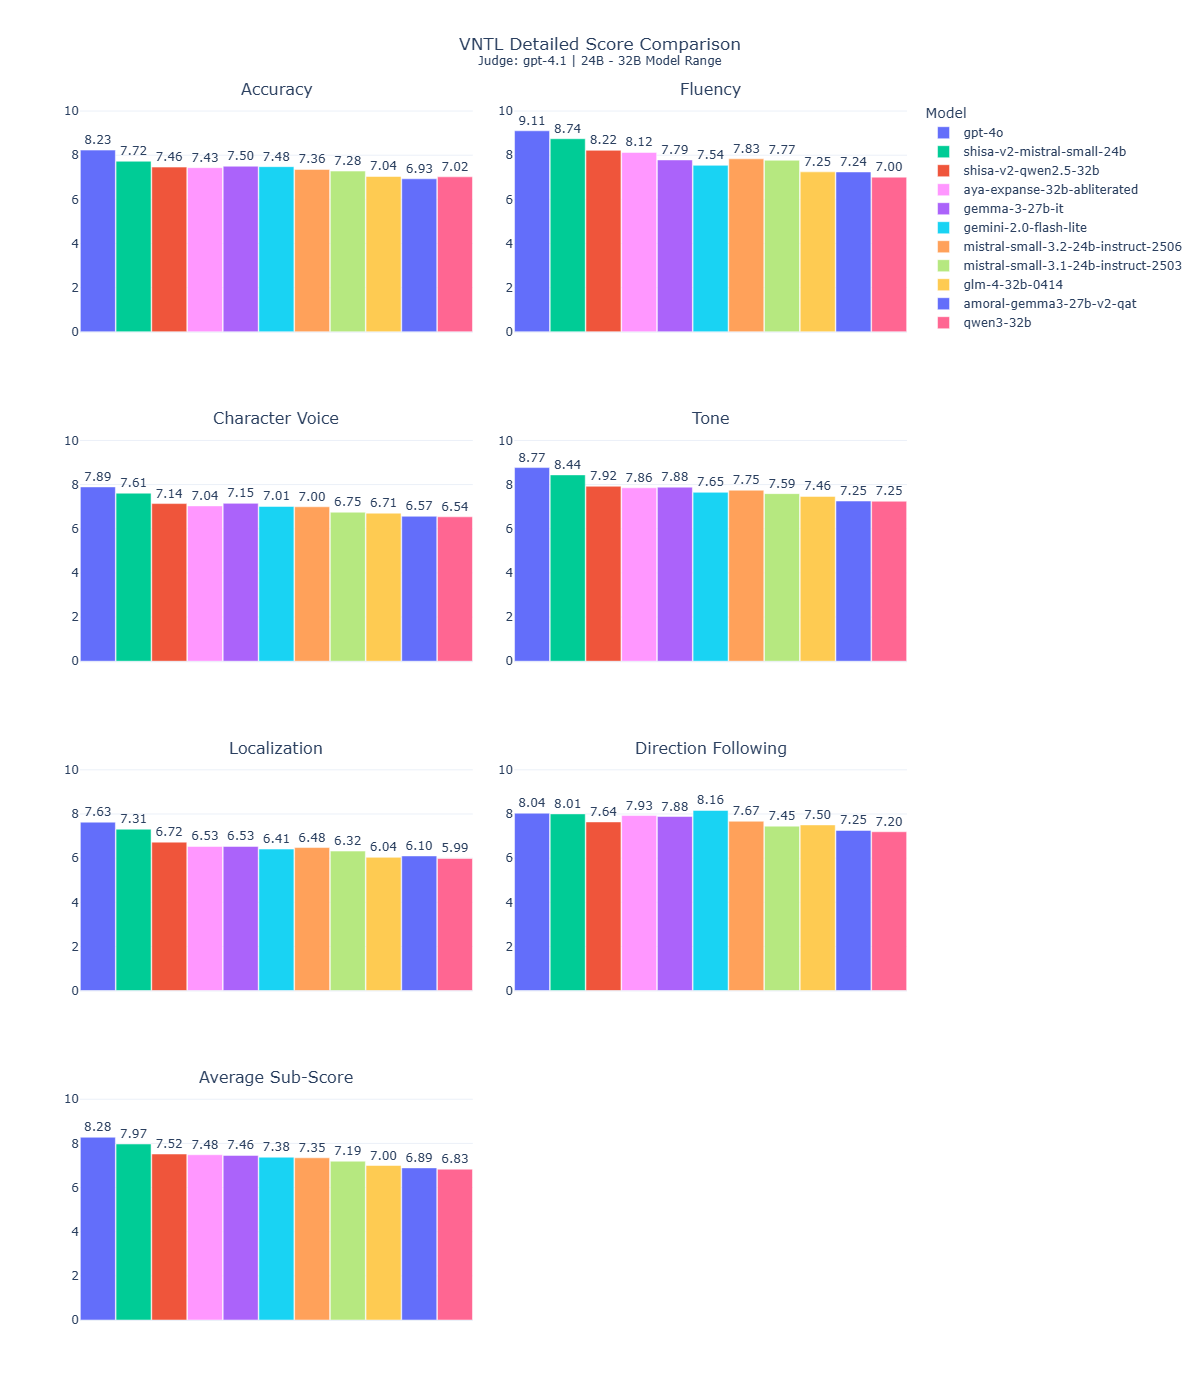 VNTL Detailed Score Comparison
Judge: gpt-4.1 | 24B - 32B Model Range
Accuracy
10
8
6
4
2
0
8.23 7.72 7.46 7.43 7.50 7.48 7.36 7.28 7.04 6.93 7.02
Fluency
10
8
6
4
2
0
9.11 8.74 8.22 8.12 7.79 7.54 7.83 7.77 7.25 7.24 7.00
Model
gpt-4o
shisa-v2-mistral-small-24b
shisa-v2-qwen2.5-32b
aya-expanse-32b-abliterated
gemma-3-27b-it
gemini-2.0-flash-lite
mistral-small-3.2-24b-instruct-2506
mistral-small-3.1-24b-instruct-2503
glm-4-32b-0414
amoral-gemma3-27b-v2-qat
qwen3-32b
Character Voice
10
8
6
4
2
0
7.89 7.61 7.14 7.04 7.15 7.01 7.00 6.75 6.71 6.57 6.54
Tone
10
8
6
4
2
0
8.77 8.44 7.92 7.86 7.88 7.65 7.75 7.59 7.46 7.25 7.25
Localization
10
8
6
4
2
0
7.63 7.31 6.72 6.53 6.53 6.41 6.48 6.32 6.04 6.10 5.99
Direction Following
10
8
6
4
2
0
8.04 8.01 7.64 7.93 7.88 8.16 7.67 7.45 7.50 7.25 7.20
Average Sub-Score
10
8
6
4
2
0
8.28 7.97 7.52 7.48 7.46 7.38 7.35 7.19 7.00 6.89 6.83